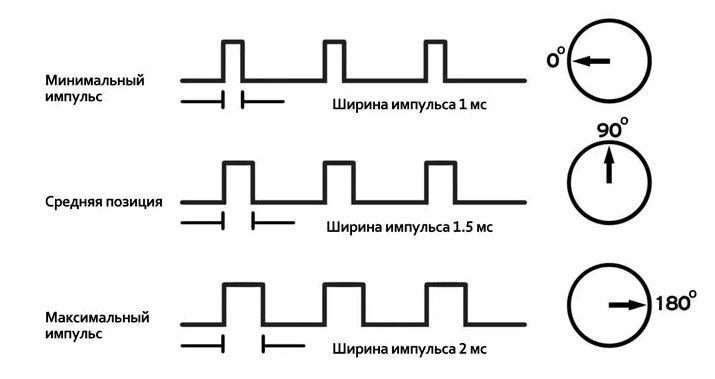 Минимальный
импульс
Ширина импульса 1 мс
0°
90°
Средняя позиция
Ширина импульса 1.5 мс
Максимальный
импульс
Ширина импульса 2 мс
180°